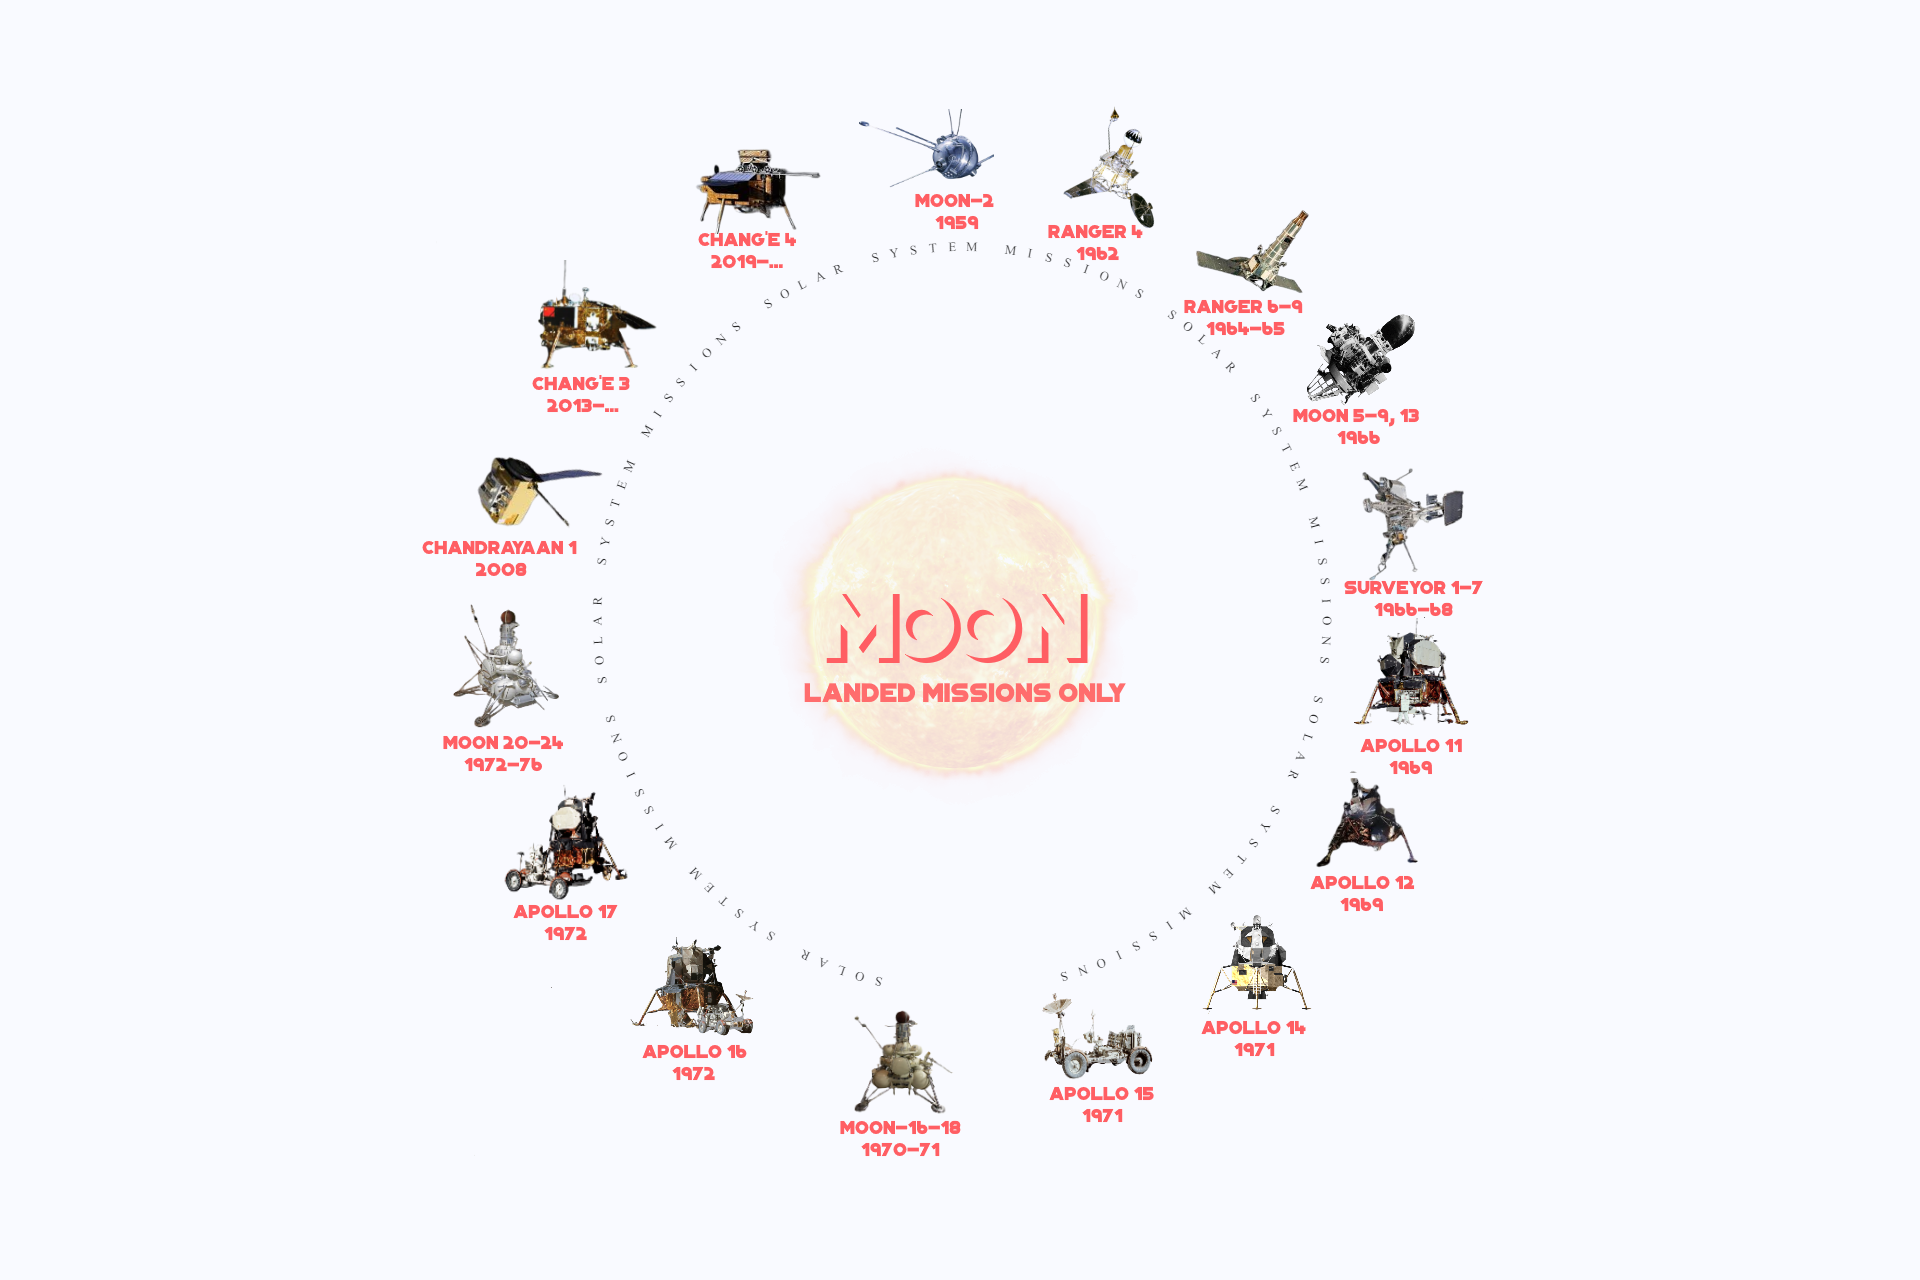 MOON-2
1959
RANGER 4
1962
RANGER 6-9
1964-65
MOON 5-9, 13
1966
SURVEYOR 1-7
1966-68
APOLLO 11
1969
APOLLO 12
1969
APOLLO 14
1971
APOLLO 15
1971
MOON-16-18
1970-71
APOLLO 16
1972
APOLLO 17
1972
MOON 20-24
1972-76
CHANDRAYAAN 1
2008
CHANG'E 3
2013-...
CHANG'E 4
2019-...
SOLAR SYSTEM MISSIONS SOLAR SYSTEM MISSIONS SOLAR SYSTEM MISSIONS SOLAR SYSTEM MISSIONS SOLAR SYSTEM MISSIONS SOLAR SYSTEM MISSIONS
MOON
LANDED MISSIONS ONLY